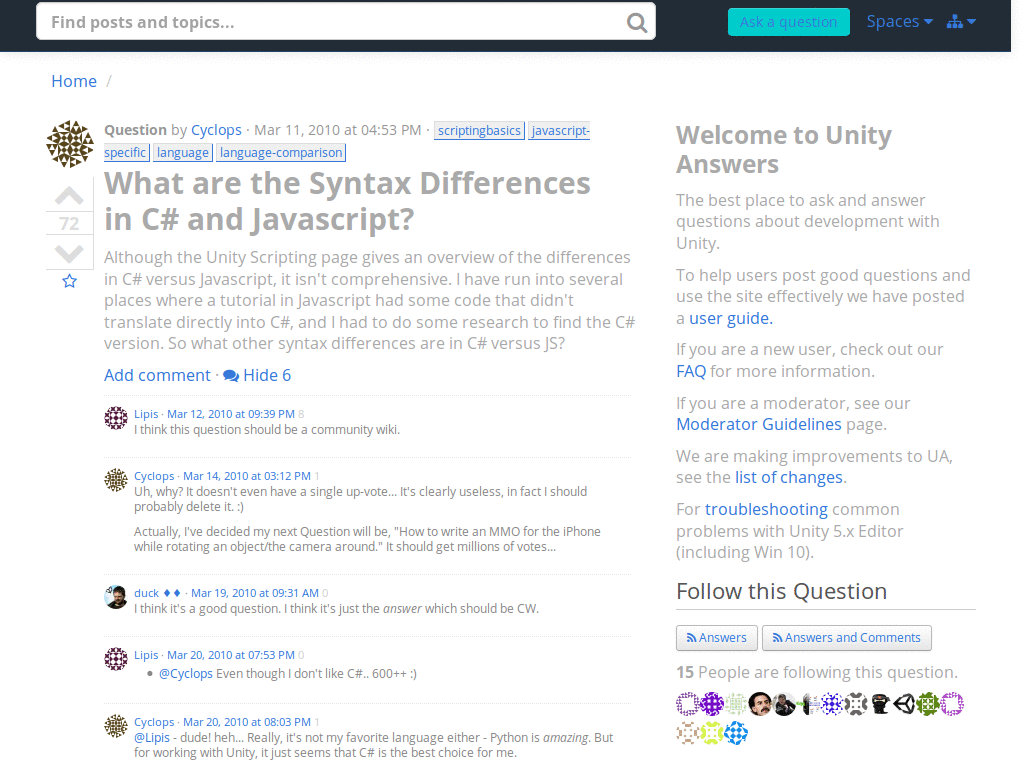 Find posts and topics...
Ask a question
Spaces
Home /
Question by Cyclops · Mar 11, 2010 at 04:53 PM · scriptingbasics javascript-
specific language language-comparison
What are the Syntax Differences
in C# and Javascript?
72
Although the Unity Scripting page gives an overview of the differences
in C# versus Javascript, it isn't comprehensive. I have run into several
places where a tutorial in Javascript had some code that didn't
translate directly into C#, and I had to do some research to find the C#
version. So what other syntax differences are in C# versus JS?
Add comment · Hide 6
Lipis · Mar 12, 2010 at 09:39 PM 8
I think this question should be a community wiki.
Cyclops · Mar 14, 2010 at 03:12 PM 1
Uh, why? It doesn't even have a single up-vote... It's clearly useless, in fact I should
probably delete it. :)
Actually, I've decided my next Question will be, "How to write an MMO for the iPhone
while rotating an object/the camera around." It should get millions of votes...
duck ♦♦ · Mar 19, 2010 at 09:31 AM 0
I think it's a good question. I think it's just the answer which should be CW.
Lipis · Mar 20, 2010 at 07:53 PM 0
• @Cyclops Even though I don't like C#.. 600++ :)
Cyclops · Mar 20, 2010 at 08:03 PM 1
@Lipis - dude! heh... Really, it's not my favorite language either - Python is amazing. But
for working with Unity, it just seems that C# is the best choice for me.
Welcome to Unity
Answers
The best place to ask and answer
questions about development with
Unity.
To help users post good questions and
use the site effectively we have posted
a user guide.
If you are a new user, check out our
FAQ for more information.
If you are a moderator, see our
Moderator Guidelines page.
We are making improvements to UA,
see the list of changes.
For troubleshooting common
problems with Unity 5.x Editor
(including Win 10).
Follow this Question
Answers
Answers and Comments
15 People are following this question.